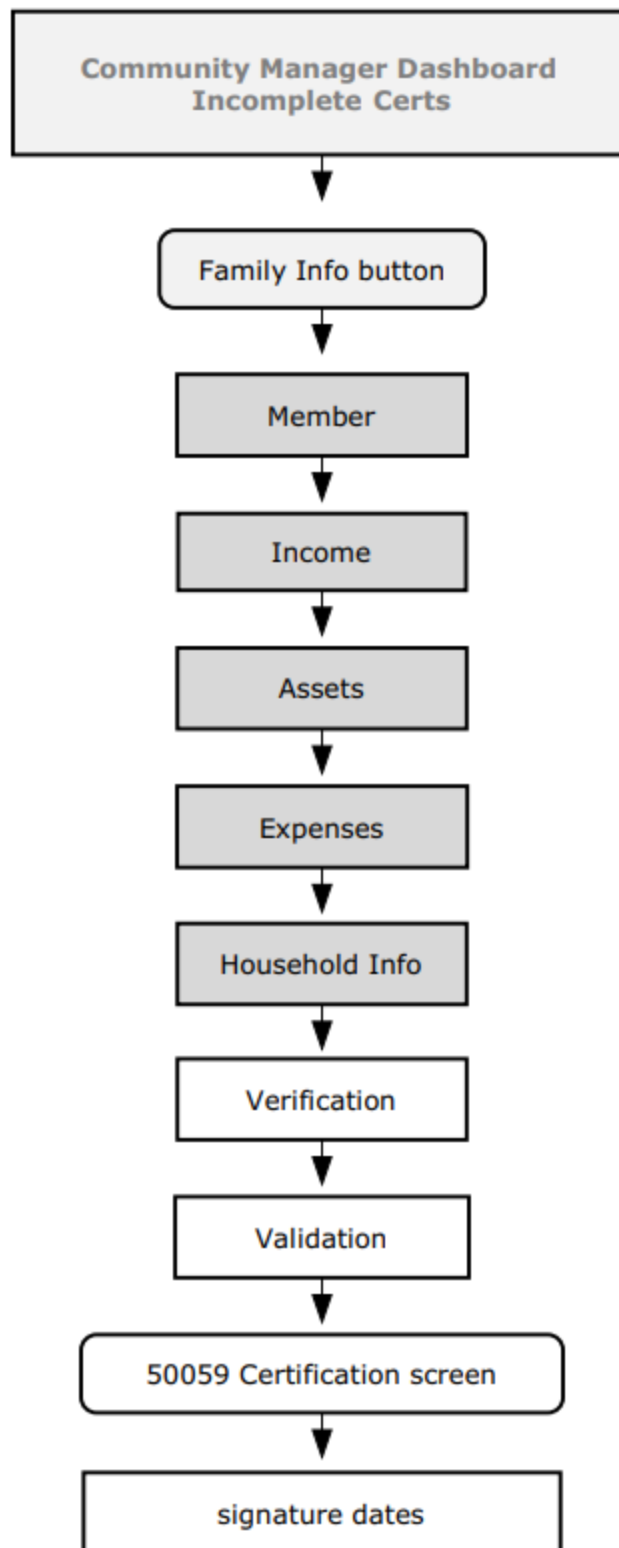 Community Manager Dashboard
Incomplete Certs
Family Info button
Member
Income
Assets
Expenses
Household Info
Verification
Validation
50059 Certification screen
signature dates